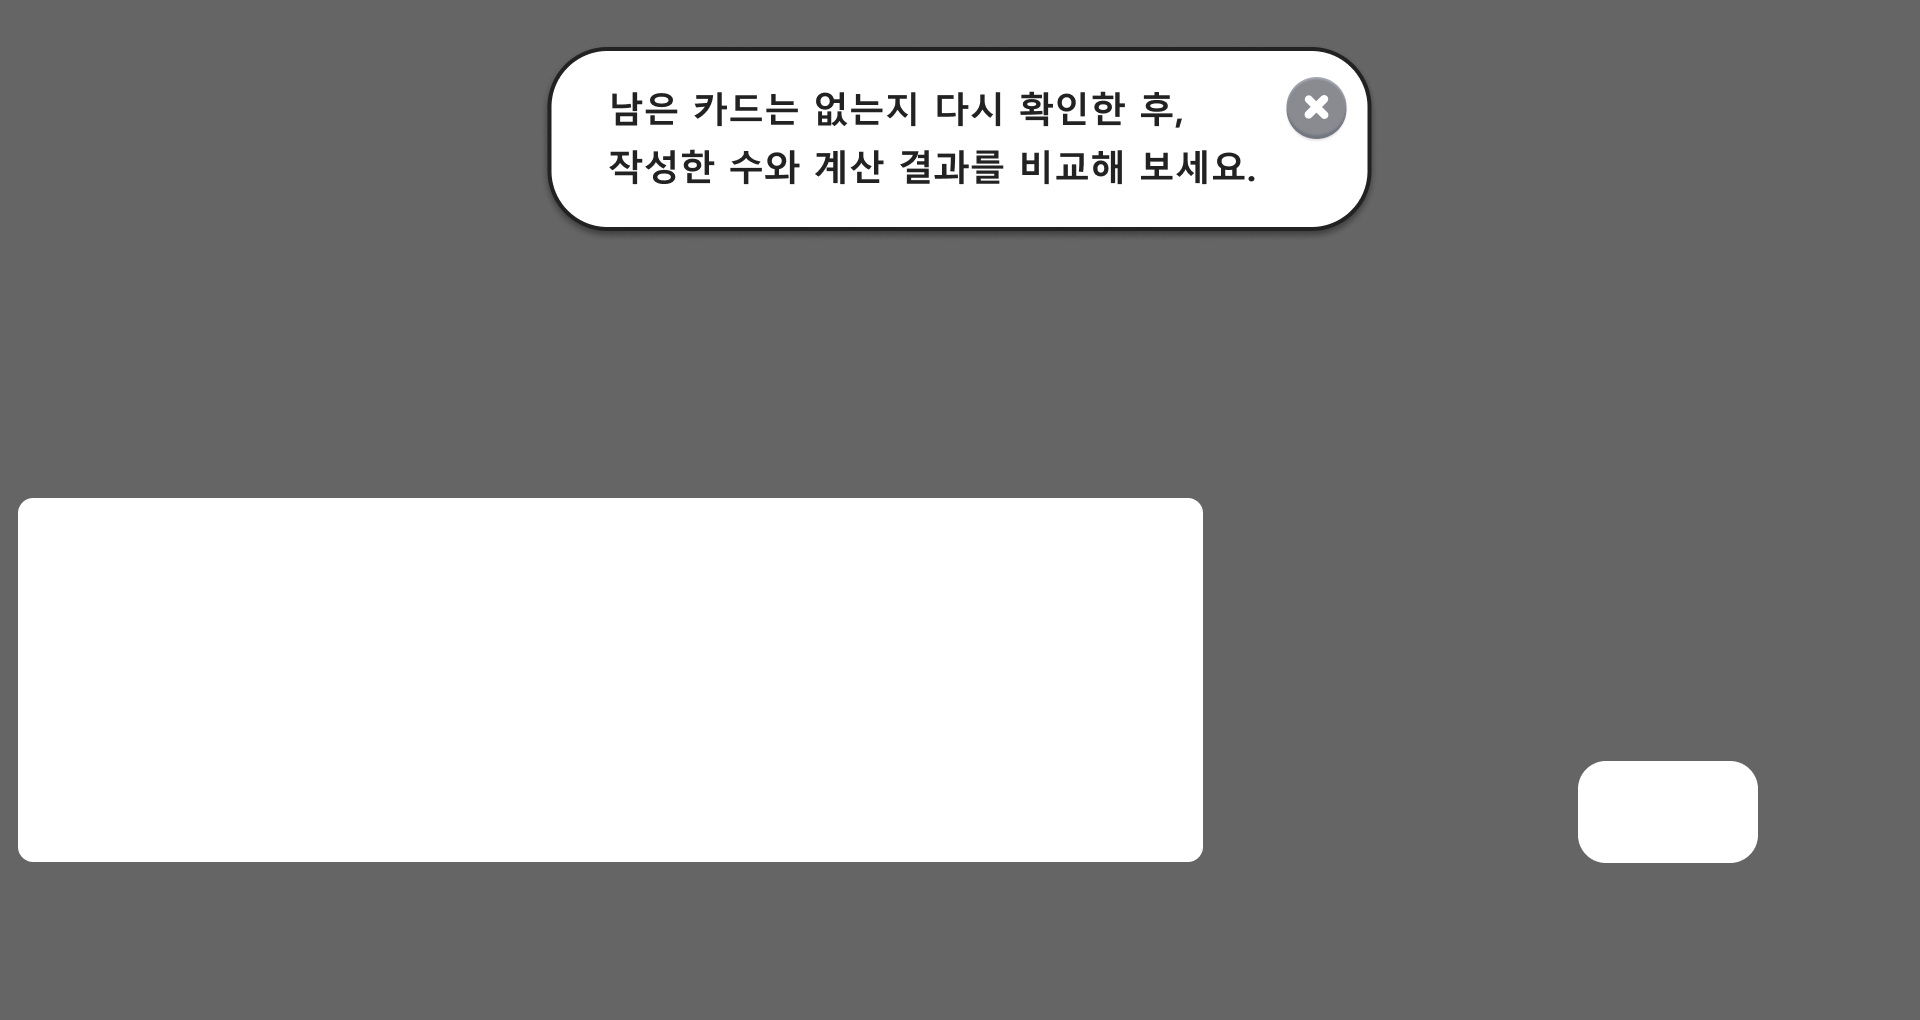 남은 카드는 없는지 다시 확인한 후,
작성한 수와 계산 결과를 비교해 보세요.